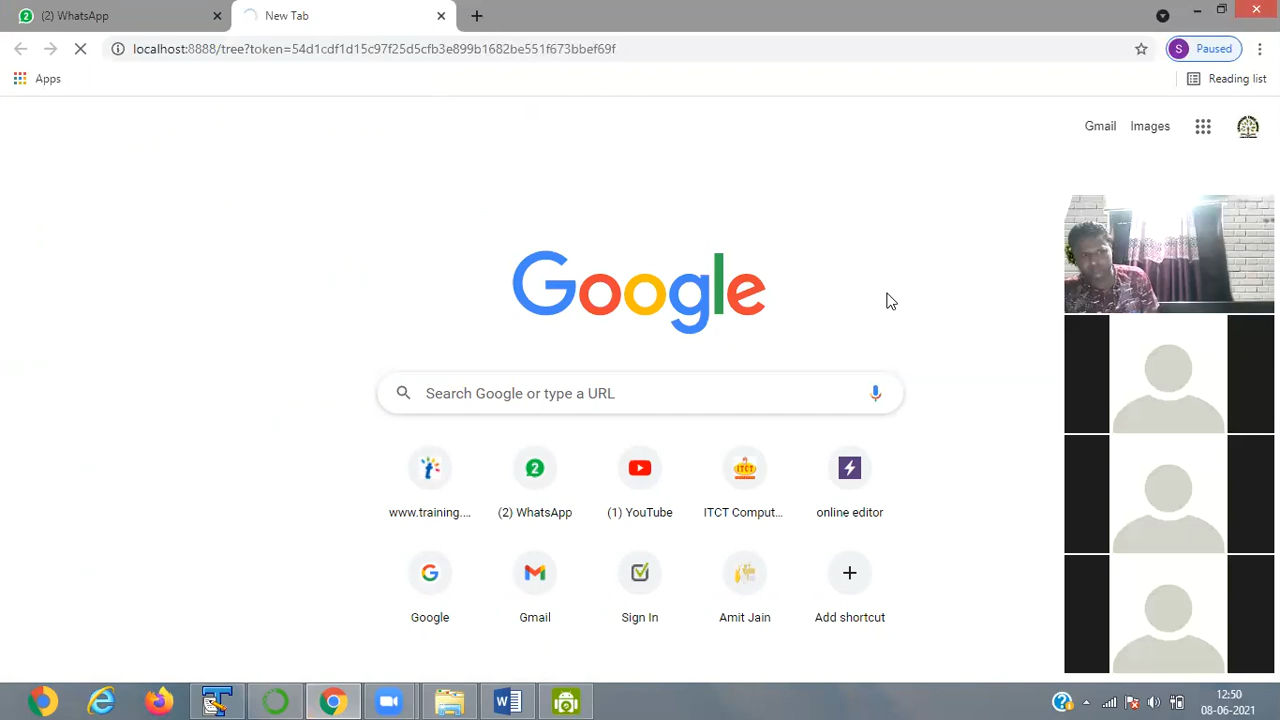 2
(2) WhatsApp
New Tab
localhost:8888/tree?token=54d1cdf1d15c97f25d5cfb3e899b1682be551f673bbef69f
S
Paused
Apps
Reading list
Gmail
Images
Google
Search Google or type a URL
2
ITCT
www.training....
(2) WhatsApp
(1) YouTube
ITCT Comput...
online editor
G
Google
Gmail
Sign In
Amit Jain
Add shortcut
12:50
08-06-2021